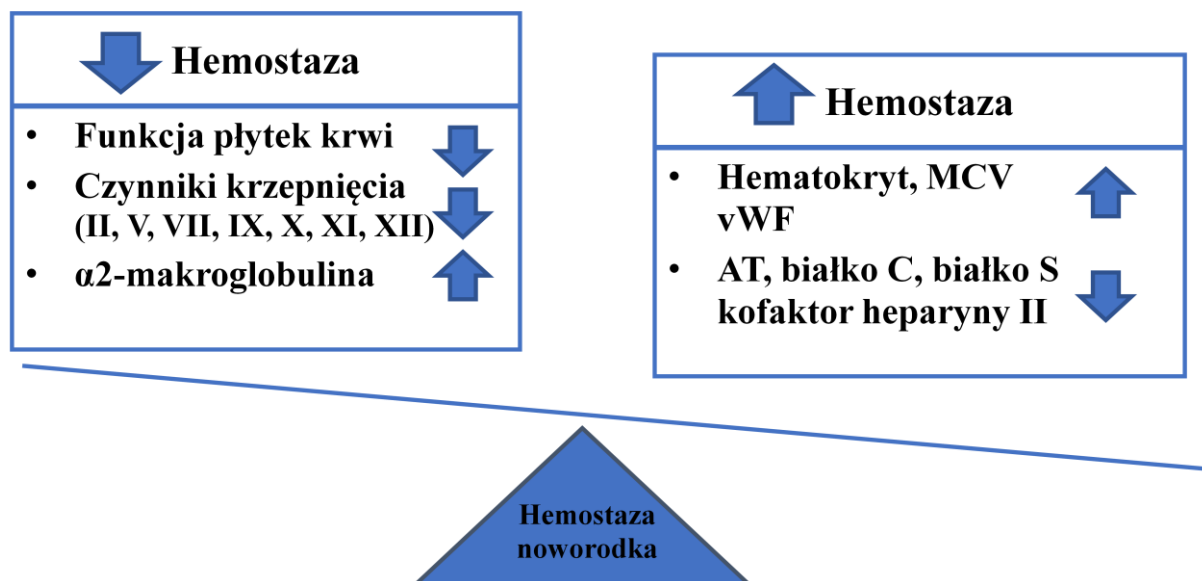 Hemostaza
• Funkcja płytek krwi
• Czynniki krzepnięcia
(II, V, VII, IX, X, XI, XII)
• α2-makroglobulina
Hemostaza
• Hematokryt, MCV
vWF
• AT, białko C, białko S
kofaktor heparyny II
Hemostaza
noworodka